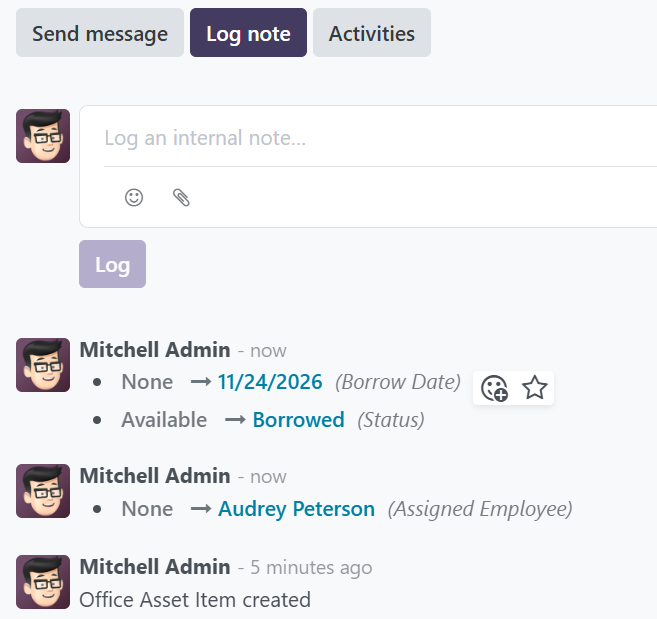 Send message Log note Activities
Log an internal note...
Log
Mitchell Admin - now
• None → 11/24/2026 (Borrow Date)
• Available → Borrowed (Status)
Mitchell Admin - now
• None → Audrey Peterson (Assigned Employee)
Mitchell Admin - 5 minutes ago
Office Asset Item created